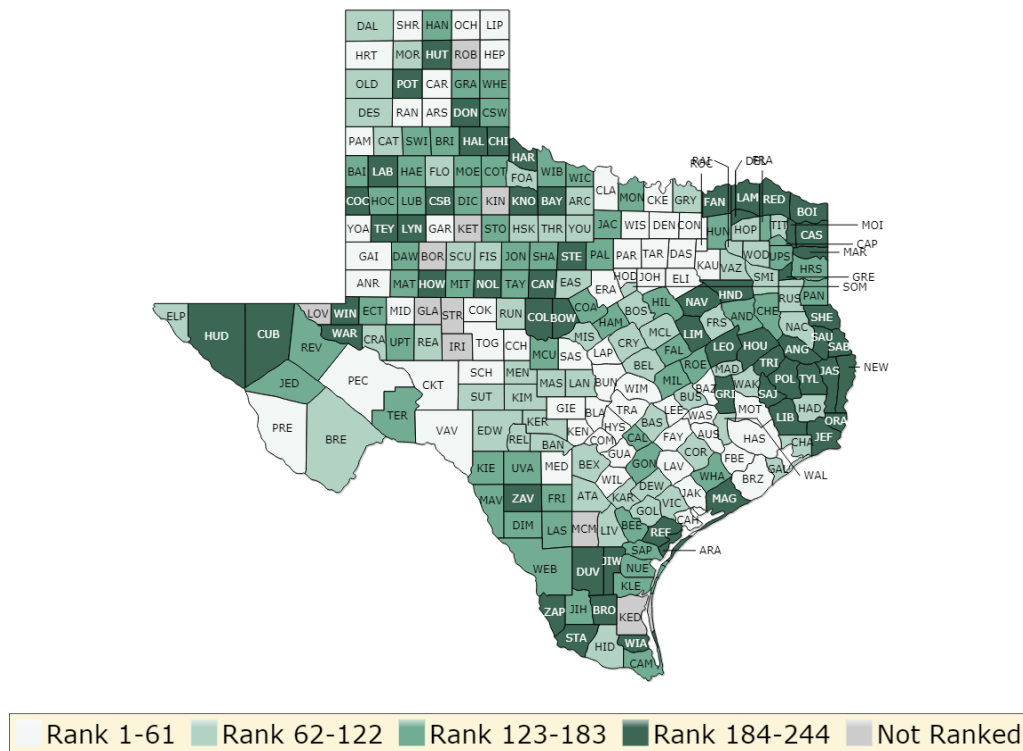 DAL SHR HAN OCH LIP
HRT MOR HUT ROB HEP
OLD POT CAR GRA WHE
DES RAN ARS DON CSW
PAM CAT SWI BRI HAL CHI
HAR
BAI LAB HAE FLO MOE COT FOA WIB WIC
RAI DEL FRA
ROC
COC HOC LUB CSB DIC KIN KNO BAY ARC CLA MON CKE GRY FAN LAM RED BOI
YOA TEY LYN GAR KET STO HSK THR YOU JAC WIS DEN CON HUN HOP TIT MOI
CAS
CAP
GAI DAW BOR SCU FIS JON SHA STE PAL PAR TAR DAS KAU VAZ WOD UPS MAR
HRS
GRE
ANR MAT HOW MIT NOL TAY CAN EAS ERA HOD JOH ELI SMI SOM
HND RUS PAN
ELP HUD CUB LOV WIN ECT MID GLA STR COK RUN COL BOW COA HAM BOS HIL NAV FRS AND CHE NAC SHE
REV WAR CRA UPT REA IRI TOG CCH MCU MIS CRY MCL LIM LEO HOU ANG SAU SAB
JED PEC CKT SCH MEN SAS LAP BEL FAL ROE MAD TRI NEW
SUT KIM MAS LAN BUN WIM MIL BUS BAZ GRI WAK SAJ POL TYL JAS
PRE BRE TER VAV EDW REL KER GIE BLA TRA LEE WAS MOT LIB HAD ORA
BAN KEN HYS COM CAL BAS FAY AUS HAS CHA JEF
KIE UVA MED BEX GUA GON LAV COR FBE GAL WAL
MAV ZAV FRI ATA WIL KAR DEW VIC JAK WHA BRZ MAG
DIM LAS MCM LIV BEE GOL REF CAH
SAP ARA
WEB DUV JIW NUE
KLE
ZAP JIH BRO KED
STA HID WIA
CAM
Rank 1-61 Rank 62-122 Rank 123-183 Rank 184-244 Not Ranked